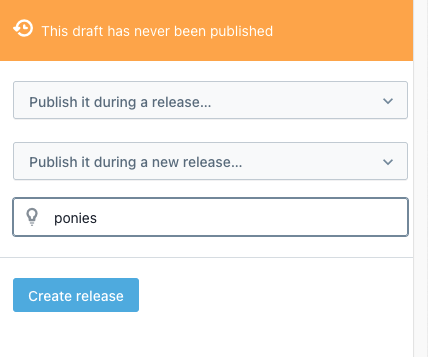 This draft has never been published
Publish it during a release...
Publish it during a new release...
ponies
Create release